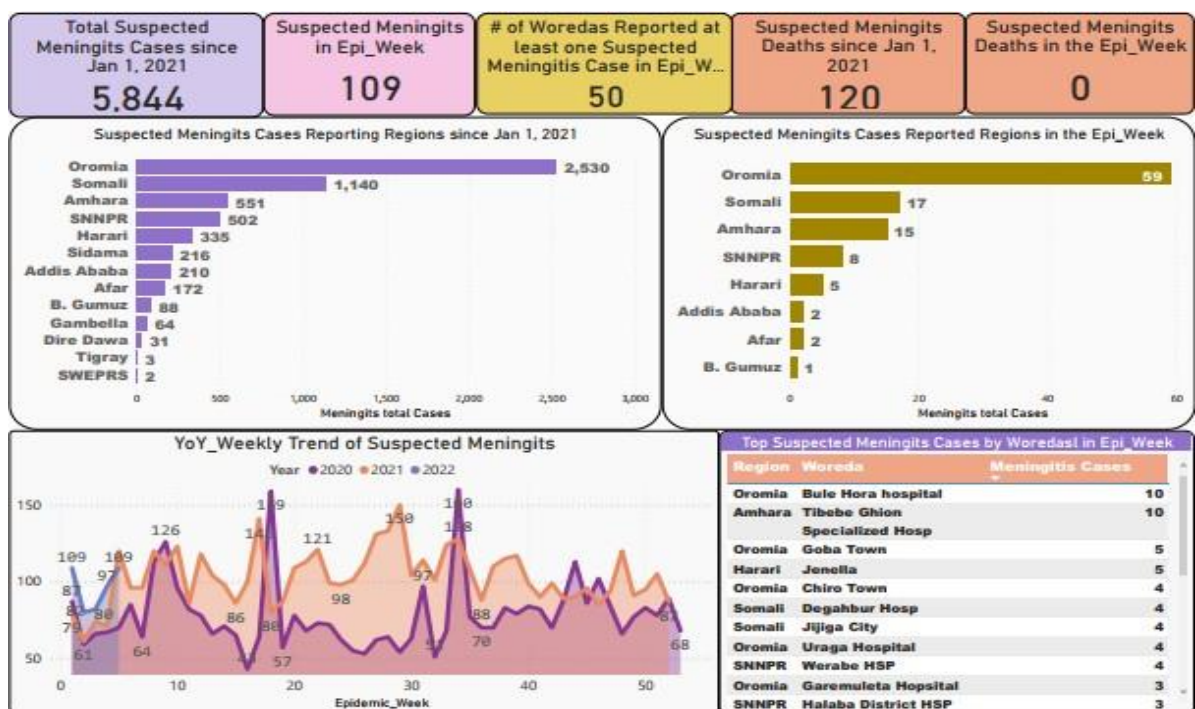 Total Suspected
Meningits Cases since
Jan 1, 2021
5,844
Suspected Meningits
in Epi_Week
109
# of Woredas Reported at
least one Suspected
Meningitis Case in Epi_W...
50
Suspected Meningits
Deaths since Jan 1,
2021
120
Suspected Meningits
Deaths in the Epi_Week
0
Suspected Meningits Cases Reporting Regions since Jan 1, 2021
Oromia 2,530
Somali 1,140
Amhara 551
SNNPR 502
Harari 335
Sidama 216
Addis Ababa 210
Afar 172
B. Gumuz 88
Gambella 64
Dire Dawa 31
Tigray 3
SWEPRS 2
0 500 1,000 1,500 2,000 2,500 3,000
Meningits total Cases
Suspected Meningits Cases Reported Regions in the Epi_Week
Oromia 59
Somali 17
Amhara 15
SNNPR 8
Harari 5
Addis Ababa 2
Afar 2
B. Gumuz 1
0 20 40 60
Meningits total Cases
YoY_Weekly Trend of Suspected Meningits
Year 2020 2021 2022
150
100
50
109
87
79
61
80
97
109
64
126
86
57
121
98
150
97
88
70
68
0 10 20 30 40 50
Epidemic_Week
Top Suspected Meningits Cases by Woredast in Epi_Week
Region Woreda Meningitis Cases
Oromia Bule Hora hospital 10
Amhara Tibebe Ghion 10
Specialized Hosp
Oromia Goba Town 5
Harari Jenella 5
Oromia Chiro Town 4
Somali Degahbur Hosp 4
Somali Jijiga City 4
Oromia Uraga Hospital 4
SNNPR Werabe HSP 4
Oromia Garemuleta Hopsital 3
SNNPR Halaba District HSP 3